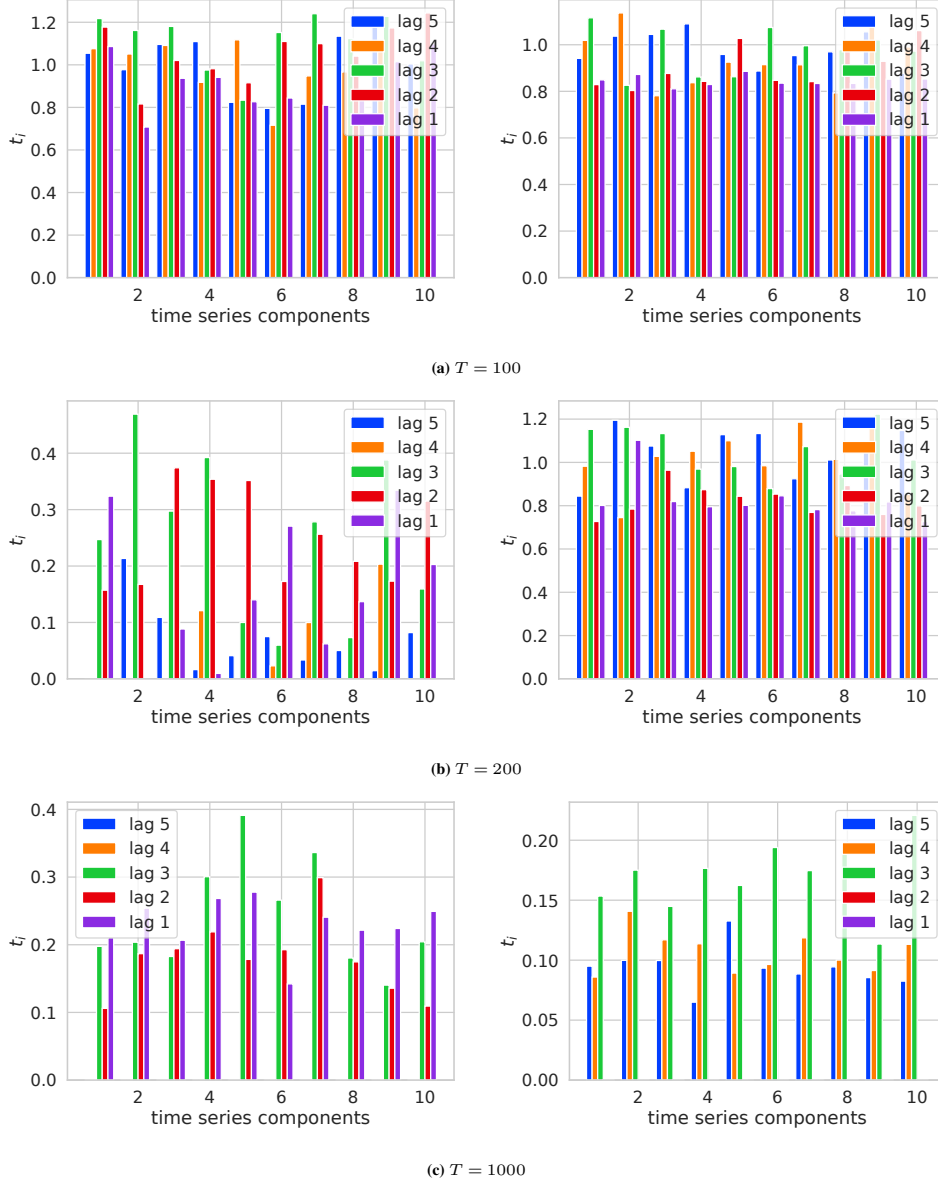 1.2
1.0
0.8
0.6
0.4
0.2
0.0
t_i
lag 5
lag 4
lag 3
lag 2
lag 1
2 4 6 8 10
time series components
1.0
0.8
0.6
0.4
0.2
0.0
t_i
lag 5
lag 4
lag 3
lag 2
lag 1
2 4 6 8 10
time series components
(a) T = 100
0.4
0.3
0.2
0.1
0.0
t_i
lag 5
lag 4
lag 3
lag 2
lag 1
2 4 6 8 10
time series components
1.2
1.0
0.8
0.6
0.4
0.2
0.0
t_i
lag 5
lag 4
lag 3
lag 2
lag 1
2 4 6 8 10
time series components
(b) T = 200
0.4
0.3
0.2
0.1
0.0
t_i
lag 5
lag 4
lag 3
lag 2
lag 1
2 4 6 8 10
time series components
0.20
0.15
0.10
0.05
0.00
t_i
lag 5
lag 4
lag 3
lag 2
lag 1
2 4 6 8 10
time series components
(c) T = 1000